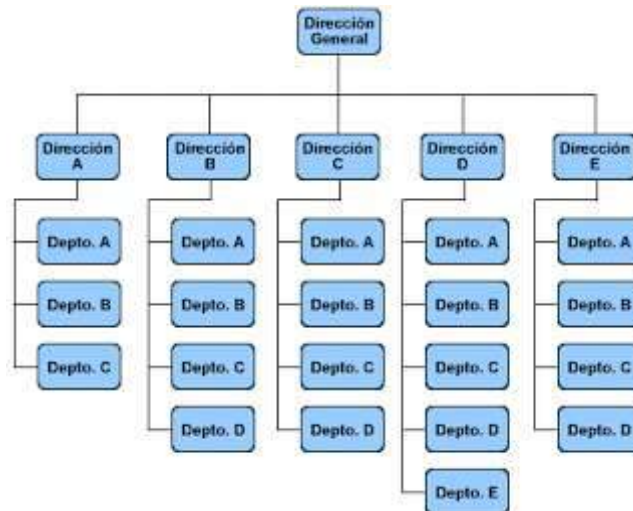 Dirección
General
Dirección
A
Dirección
B
Dirección
C
Dirección
D
Dirección
E
Depto. A
Depto. B
Depto. C
Depto. A
Depto. B
Depto. C
Depto. D
Depto. A
Depto. B
Depto. C
Depto. D
Depto. A
Depto. B
Depto. C
Depto. D
Depto. E
Depto. A
Depto. B
Depto. C
Depto. D